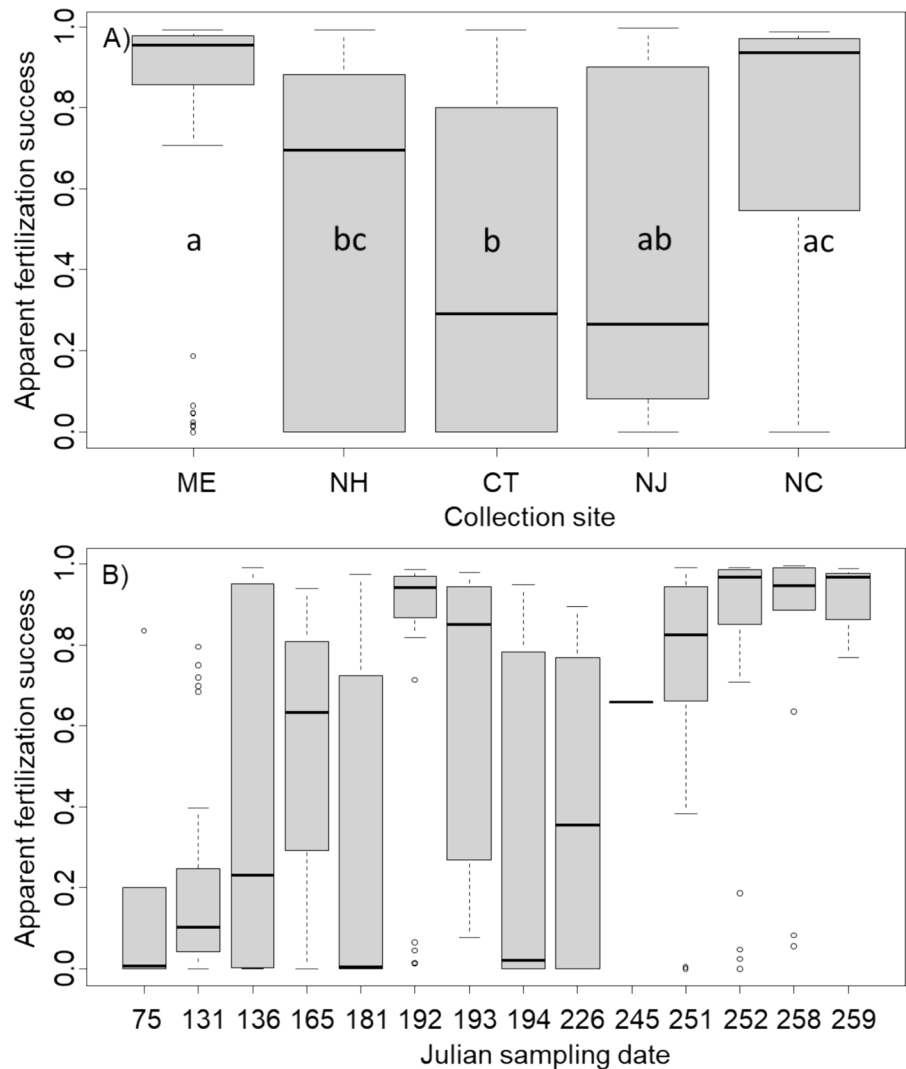 A)
Apparent fertilization success
1.0
0.8
0.6
0.4
0.2
0.0
a
bc
b
ab
ac
ME NH CT NJ NC
Collection site
B)
Apparent fertilization success
1.0
0.8
0.6
0.4
0.2
0.0
75 131 136 165 181 192 193 194 226 245 251 252 258 259
Julian sampling date